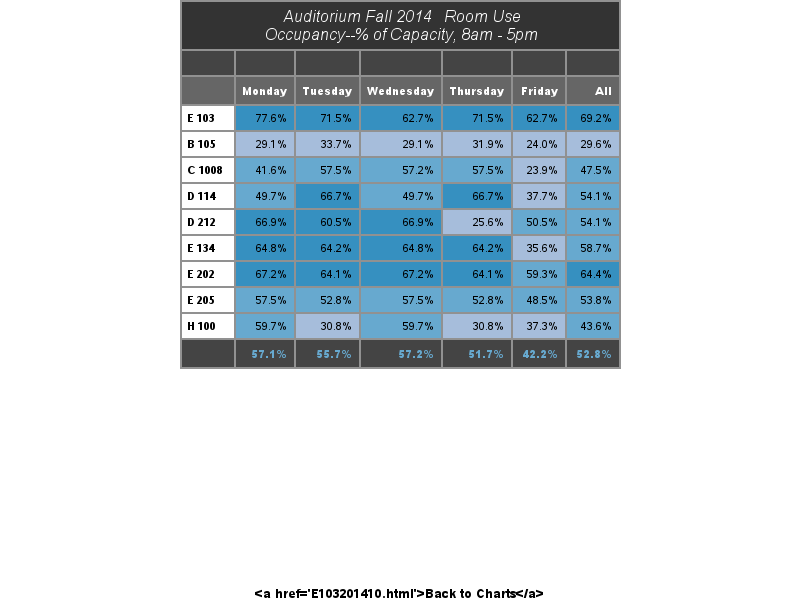 Auditorium Fall 2014 Room Use
Occupancy--% of Capacity, 8am - 5pm
Monday Tuesday Wednesday Thursday Friday All
E 103 77.6% 71.5% 62.7% 71.5% 62.7% 69.2%
B 105 29.1% 33.7% 29.1% 31.9% 24.0% 29.6%
C 1008 41.6% 57.5% 57.2% 57.5% 23.9% 47.5%
D 114 49.7% 66.7% 49.7% 66.7% 37.7% 54.1%
D 212 66.9% 60.5% 66.9% 25.6% 50.5% 54.1%
E 134 64.8% 64.2% 64.8% 64.2% 35.6% 58.7%
E 202 67.2% 64.1% 67.2% 64.1% 59.3% 64.4%
E 205 57.5% 52.8% 57.5% 52.8% 48.5% 53.8%
H 100 59.7% 30.8% 59.7% 30.8% 37.3% 43.6%
57.1% 55.7% 57.2% 51.7% 42.2% 52.8%
<a href='E103201410.html'>Back to Charts</a>